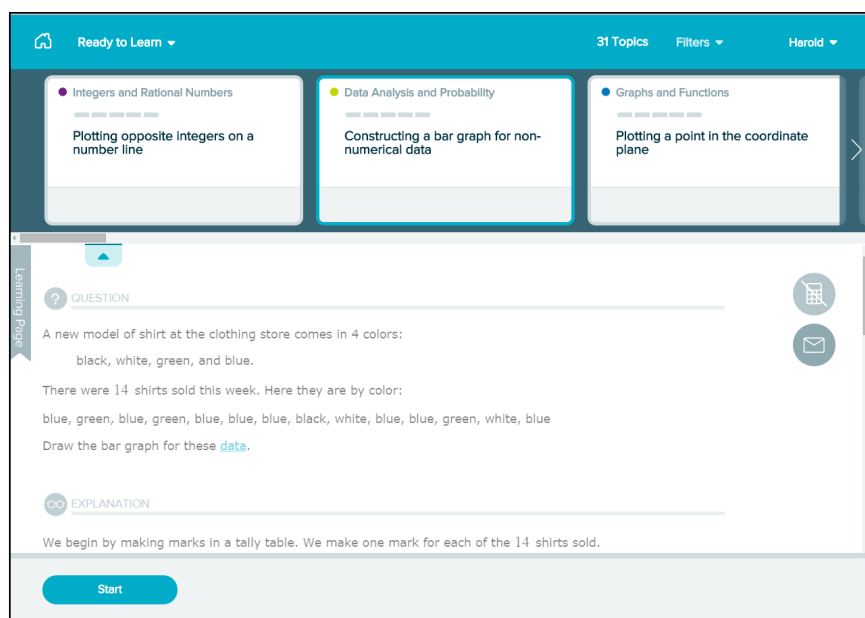 Ready to Learn
31 Topics
Filters
Harold
Integers and Rational Numbers
Plotting opposite integers on a
number line
Data Analysis and Probability
Constructing a bar graph for non-
numerical data
Graphs and Functions
Plotting a point in the coordinate
plane
Learning Page
? QUESTION
A new model of shirt at the clothing store comes in 4 colors:
black, white, green, and blue.
There were 14 shirts sold this week. Here they are by color:
blue, green, blue, green, blue, blue, blue, black, white, blue, blue, green, white, blue
Draw the bar graph for these data.
EXPLANATION
We begin by making marks in a tally table. We make one mark for each of the 14 shirts sold.
Start